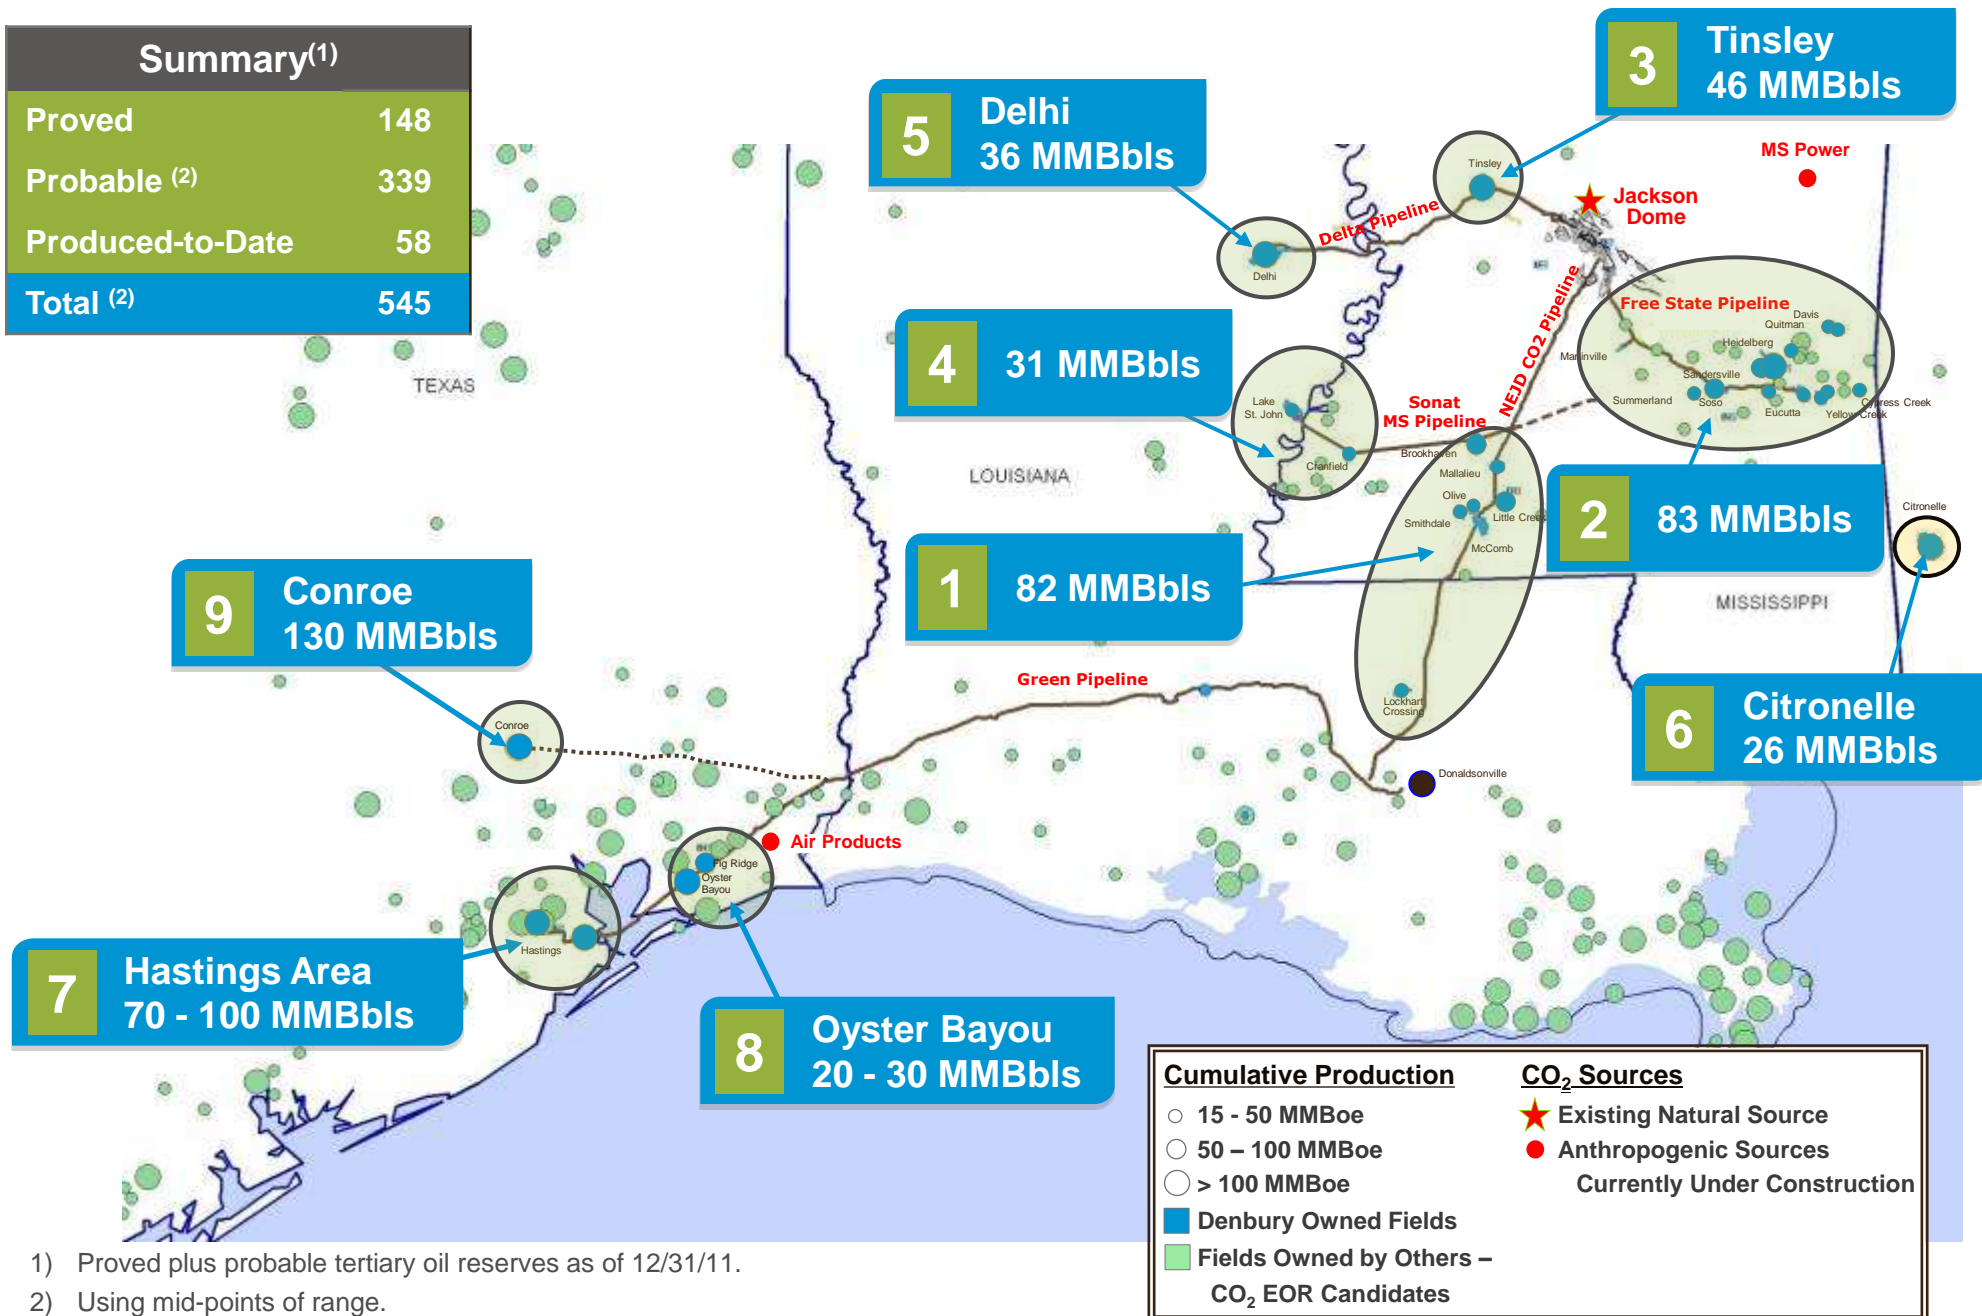 Summary(1)
Proved 148
Probable (2) 339
Produced-to-Date 58
Total (2) 545
5 Delhi
36 MMBbls
3 Tinsley
46 MMBbls
MS Power
Tinsley
Jackson
Dome
Delta Pipeline
Delhi
NEJD CO2 Pipeline
Free State Pipeline
Davis
Quitman
Heidelberg
Martinville
Sandersville
Summerland
Soso
Eucutta
Cypress Creek
Yellow Creek
4 31 MMBbls
TEXAS
Lake
St. John
Sonat
MS Pipeline
Cranfield
Brookhaven
Mallalieu
LOUISIANA
Olive
Smithdale
Little Creek
McComb
2 83 MMBbls
Citronelle
1 82 MMBbls
MISSISSIPPI
9 Conroe
130 MMBbls
Green Pipeline
Lockhart
Crossing
6 Citronelle
26 MMBbls
Conroe
Donaldsonville
Air Products
Fig Ridge
Oyster
Bayou
Hastings
7 Hastings Area
70 - 100 MMBbls
8 Oyster Bayou
20 - 30 MMBbls
Cumulative Production
15 - 50 MMBoe
50 – 100 MMBoe
> 100 MMBoe
Denbury Owned Fields
Fields Owned by Others –
CO2 EOR Candidates
CO2 Sources
Existing Natural Source
Anthropogenic Sources
Currently Under Construction
1) Proved plus probable tertiary oil reserves as of 12/31/11.
2) Using mid-points of range.